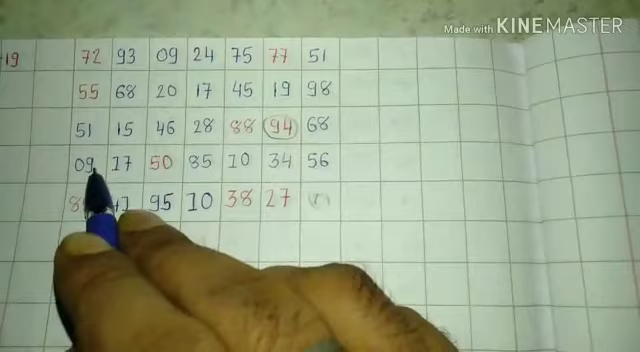 Made with KINEMASTER
19 72 93 09 24 75 77 51
55 68 20 17 45 19 98
51 15 46 28 88 94 68
09 17 50 85 10 34 56
95 10 38 27